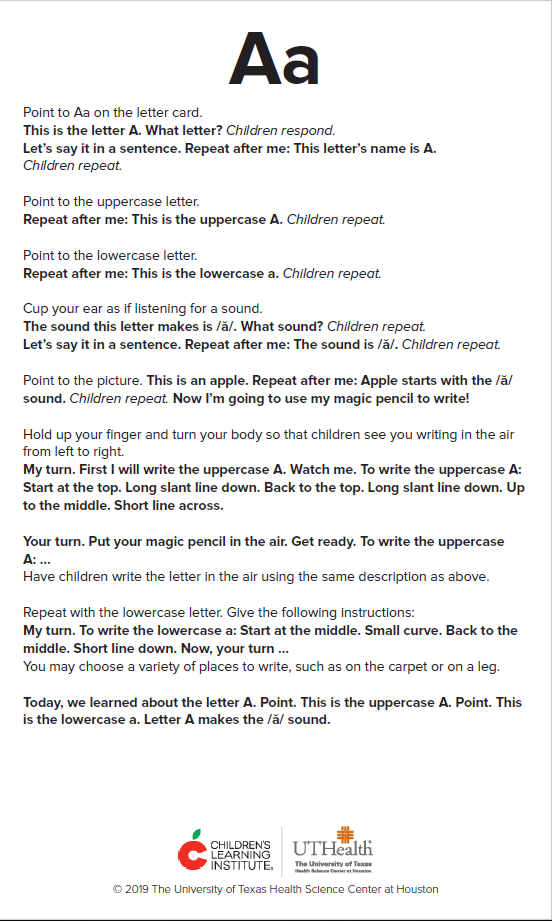 Aa
Point to Aa on the letter card.
This is the letter A. What letter? Children respond.
Let's say it in a sentence. Repeat after me: This letter's name is A.
Children repeat.
Point to the uppercase letter.
Repeat after me: This is the uppercase A. Children repeat.
Point to the lowercase letter.
Repeat after me: This is the lowercase a. Children repeat.
Cup your ear as if listening for a sound.
The sound this letter makes is /ă/. What sound? Children repeat.
Let's say it in a sentence. Repeat after me: The sound is /ă/. Children repeat.
Point to the picture. This is an apple. Repeat after me: Apple starts with the /ă/
sound. Children repeat. Now I'm going to use my magic pencil to write!
Hold up your finger and turn your body so that children see you writing in the air
from left to right.
My turn. First I will write the uppercase A. Watch me. To write the uppercase A:
Start at the top. Long slant line down. Back to the top. Long slant line down. Up
to the middle. Short line across.
Your turn. Put your magic pencil in the air. Get ready. To write the uppercase
A: ...
Have children write the letter in the air using the same description as above.
Repeat with the lowercase letter. Give the following instructions:
My turn. To write the lowercase a: Start at the middle. Small curve. Back to the
middle. Short line down. Now, your turn ...
You may choose a variety of places to write, such as on the carpet or on a leg.
Today, we learned about the letter A. Point. This is the uppercase A. Point. This
is the lowercase a. Letter A makes the /ă/ sound.
CHILDREN'S
LEARNING
INSTITUTE.
UTHealth
The University of Texas
Health Science Center at Houston
© 2019 The University of Texas Health Science Center at Houston